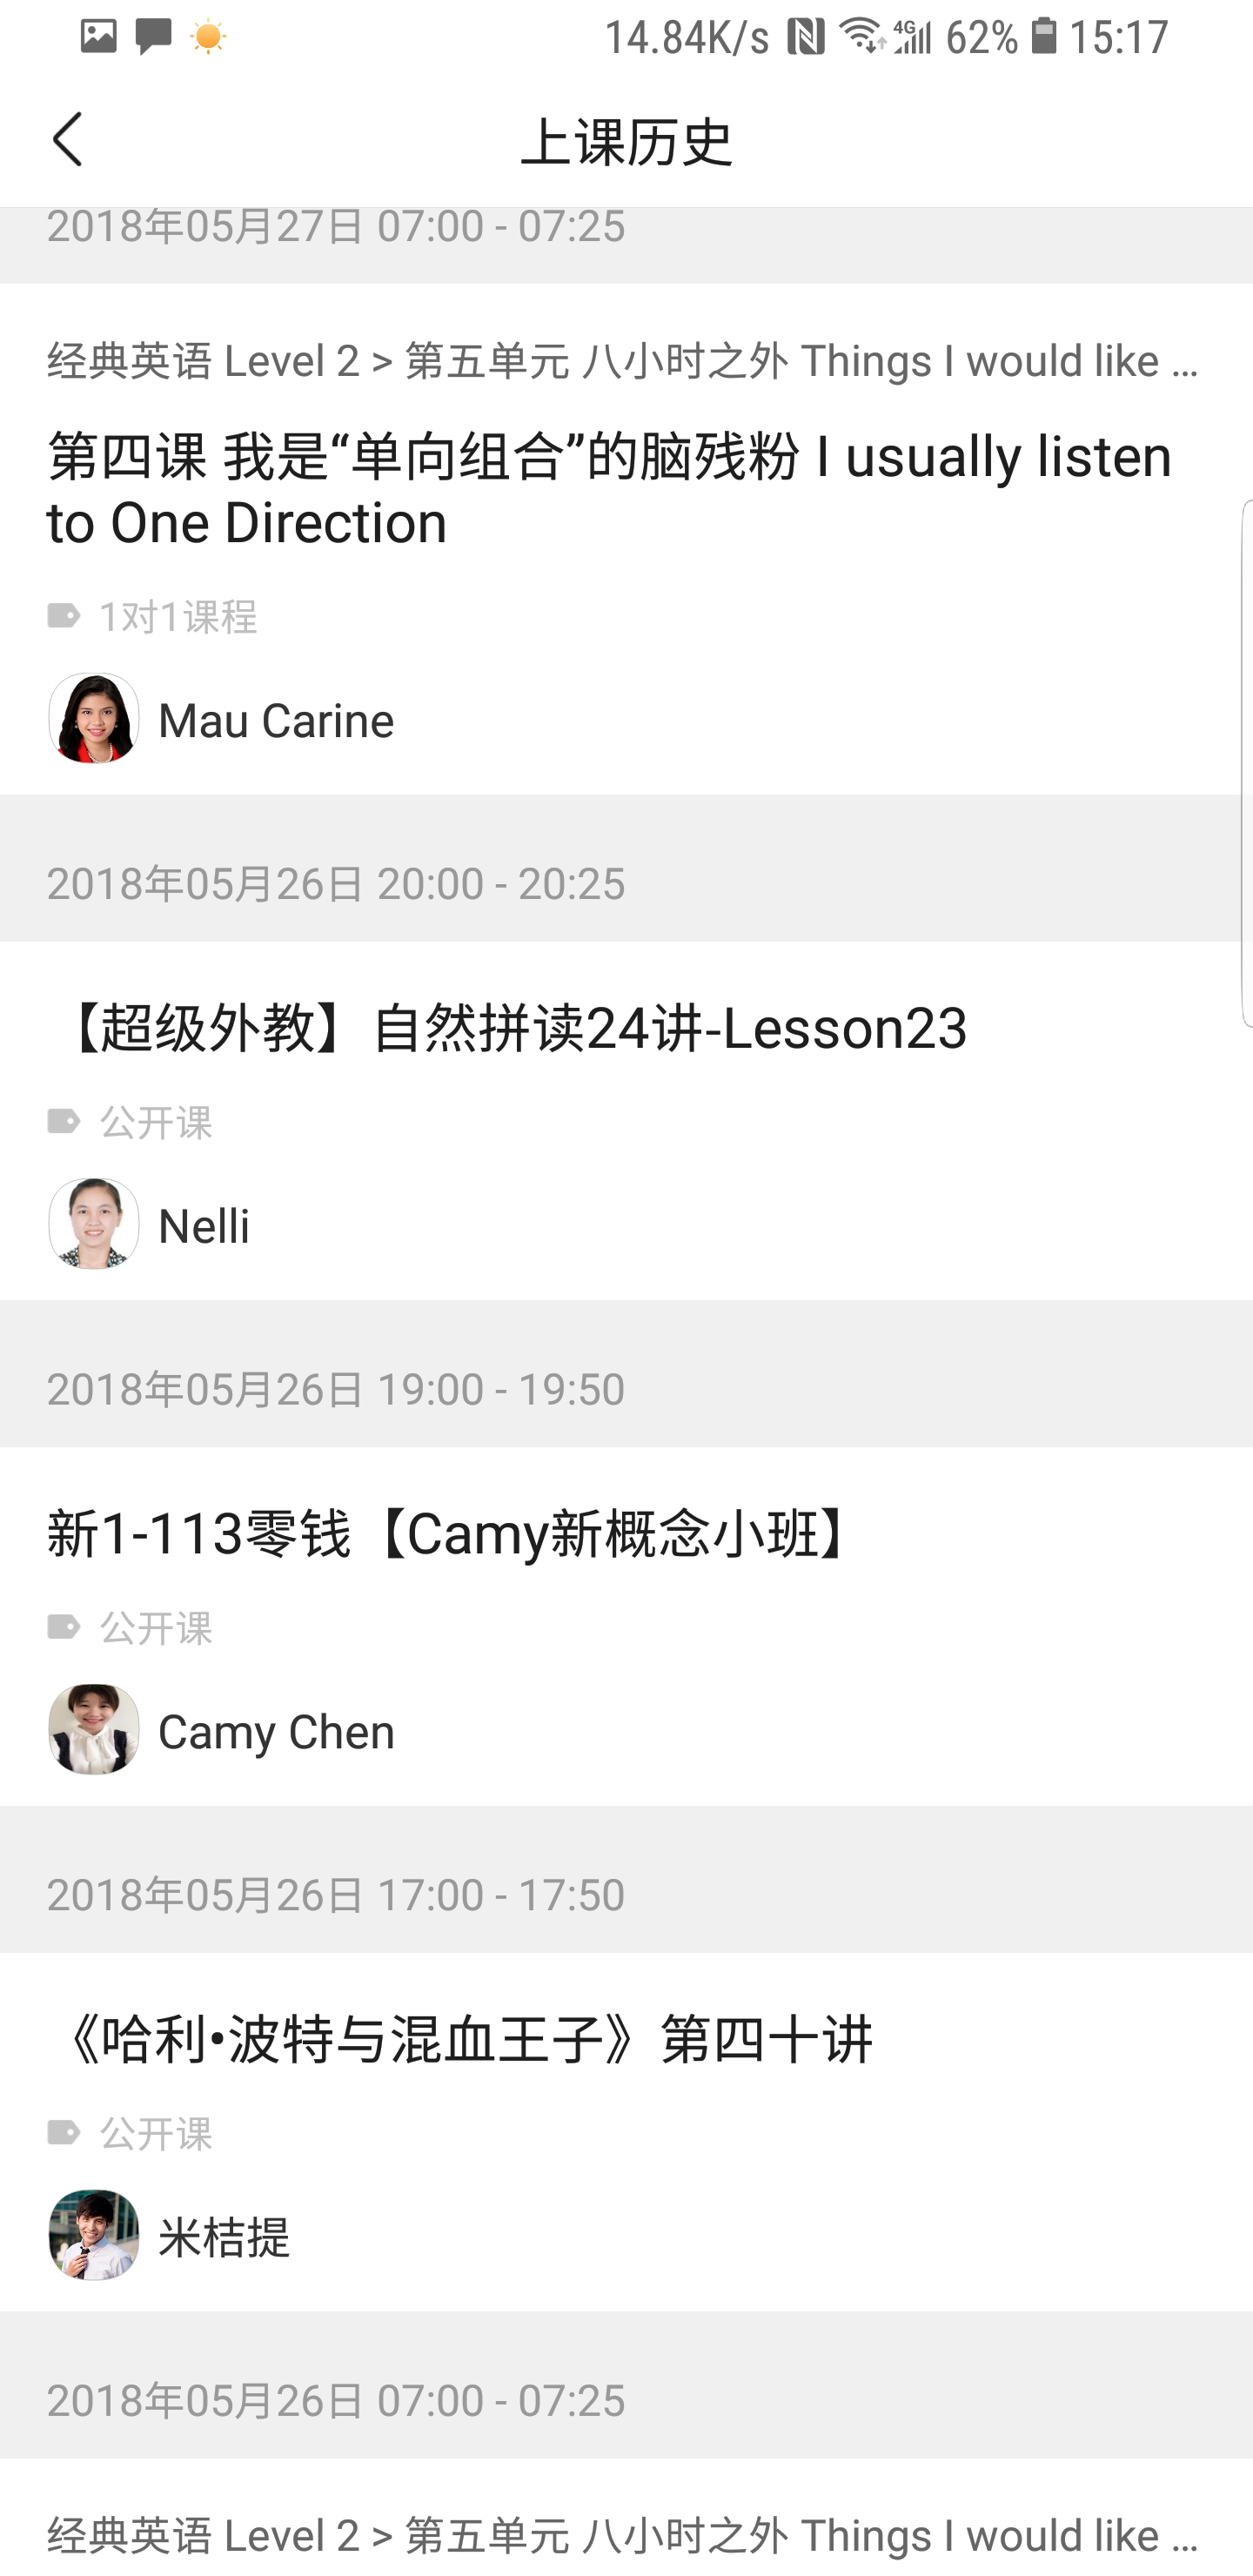 14.84K/s 4G 62% 15:17
上课历史
2018年05月27日 07:00 - 07:25
经典英语 Level 2 > 第五单元 八小时之外 Things I would like ...
第四课 我是“单向组合”的脑残粉 I usually listen
to One Direction
1对1课程
Mau Carine
2018年05月26日 20:00 - 20:25
【超级外教】自然拼读24讲-Lesson23
公开课
Nelli
2018年05月26日 19:00 - 19:50
新1-113零钱【Camy新概念小班】
公开课
Camy Chen
2018年05月26日 17:00 - 17:50
《哈利•波特与混血王子》第四十讲
公开课
米桔提
2018年05月26日 07:00 - 07:25
经典英语 Level 2 > 第五单元 八小时之外 Things I would like ...